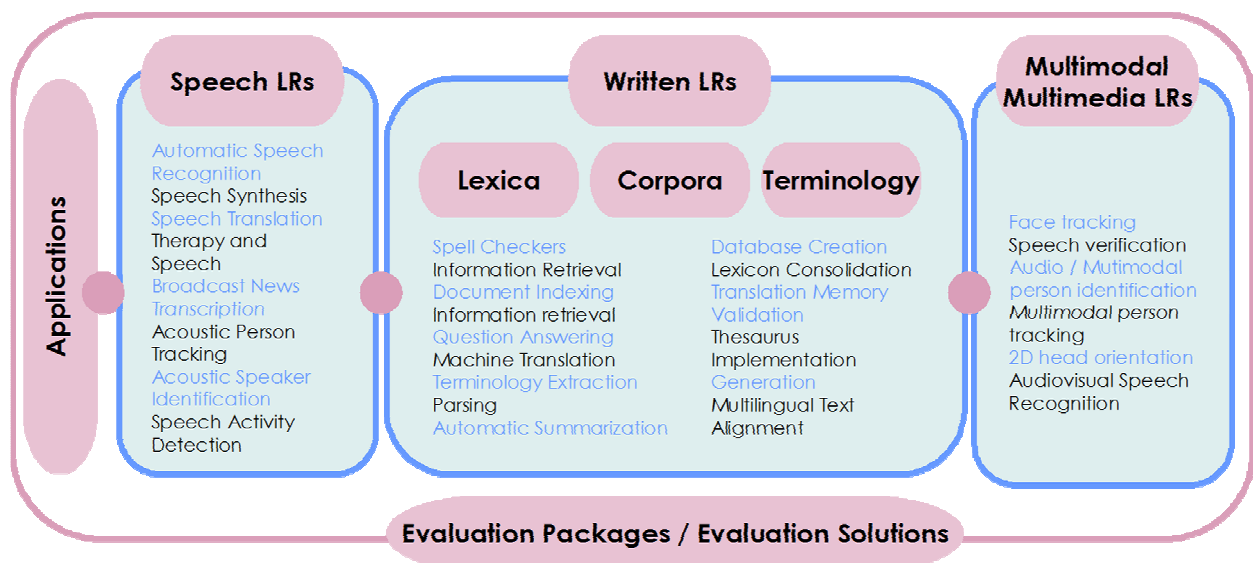 Applications
Speech LRs
Automatic Speech
Recognition
Speech Synthesis
Speech Translation
Therapy and
Speech
Broadcast News
Transcription
Acoustic Person
Tracking
Acoustic Speaker
Identification
Speech Activity
Detection
Written LRs
Lexica
Corpora
Terminology
Spell Checkers
Information Retrieval
Document Indexing
Information retrieval
Question Answering
Machine Translation
Terminology Extraction
Parsing
Automatic Summarization
Database Creation
Lexicon Consolidation
Translation Memory
Validation
Thesaurus
Implementation
Generation
Multilingual Text
Alignment
Multimodal
Multimedia LRs
Face tracking
Speech verification
Audio / Mutimodal
person identification
Multimodal person
tracking
2D head orientation
Audiovisual Speech
Recognition
Evaluation Packages / Evaluation Solutions